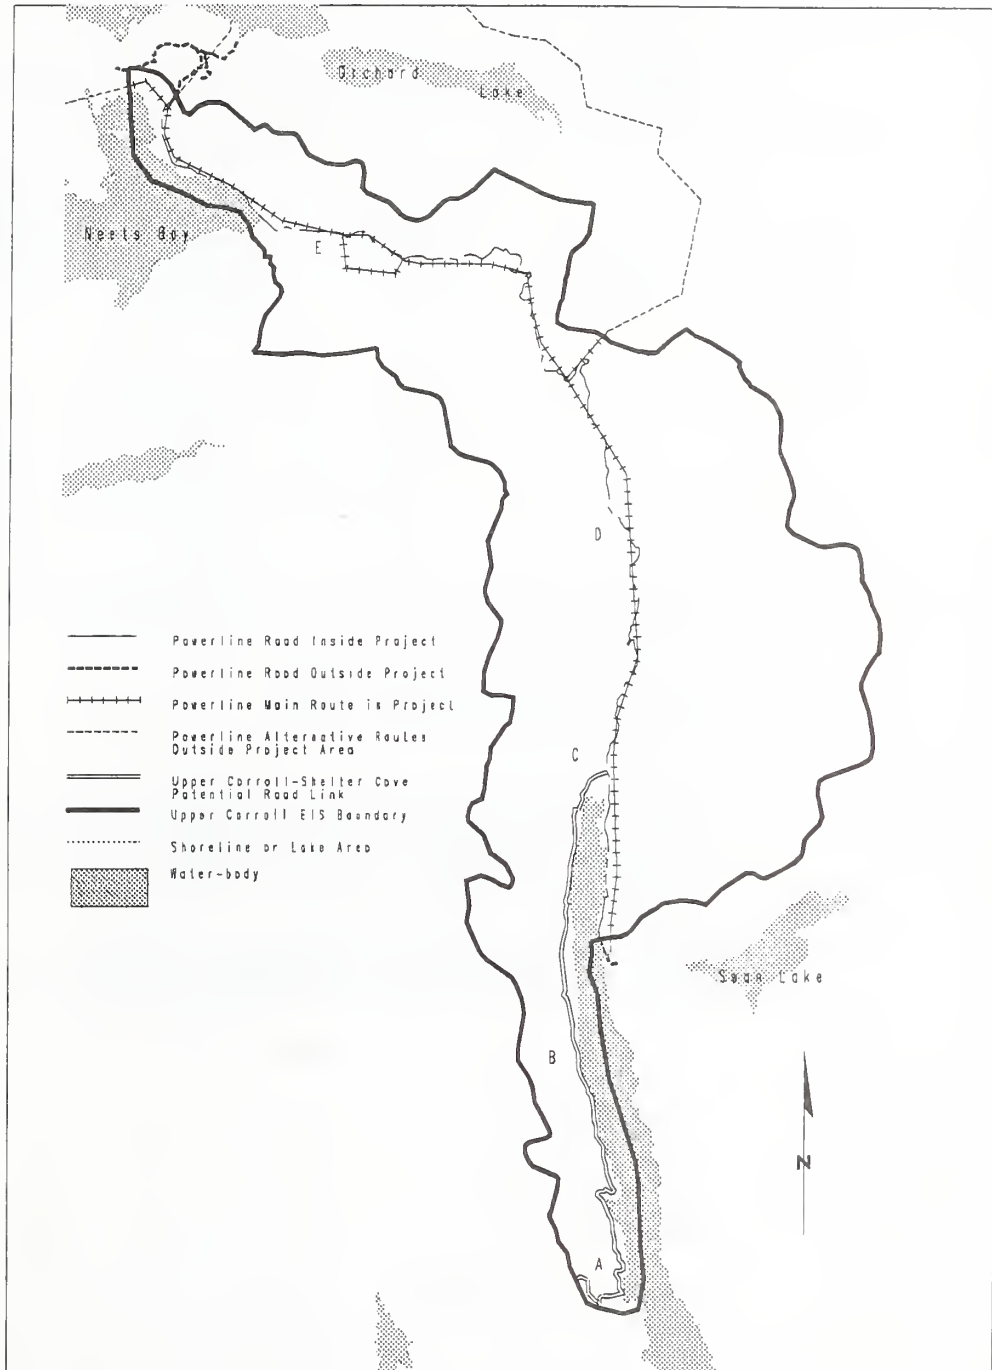 Orchard
Lake
Neets Bay
E
D
Powerline Road Inside Project
Powerline Road Outside Project
Powerline Main Route in Project
Powerline Alternative Routes
Outside Project Area
Upper Carroll-Shelter Cove
Potential Road Link
Upper Carroll EIS Boundary
Shoreline or Lake Area
Water-body
C
Swan Lake
B
N
A